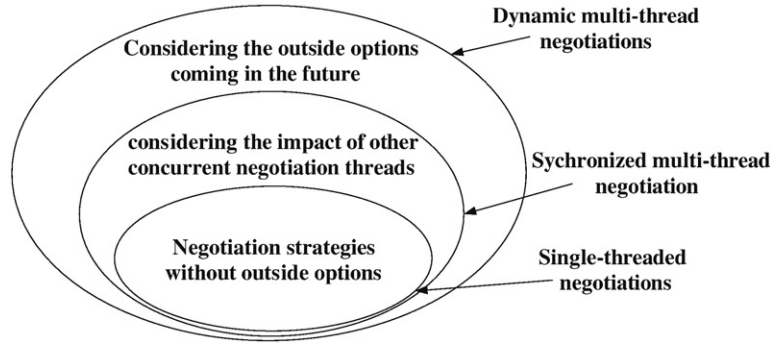 Dynamic multi-thread
negotiations
Considering the outside options
coming in the future
considering the impact of other
concurrent negotiation threads
Sychronized multi-thread
negotiation
Negotiation strategies
without outside options
Single-threaded
negotiations